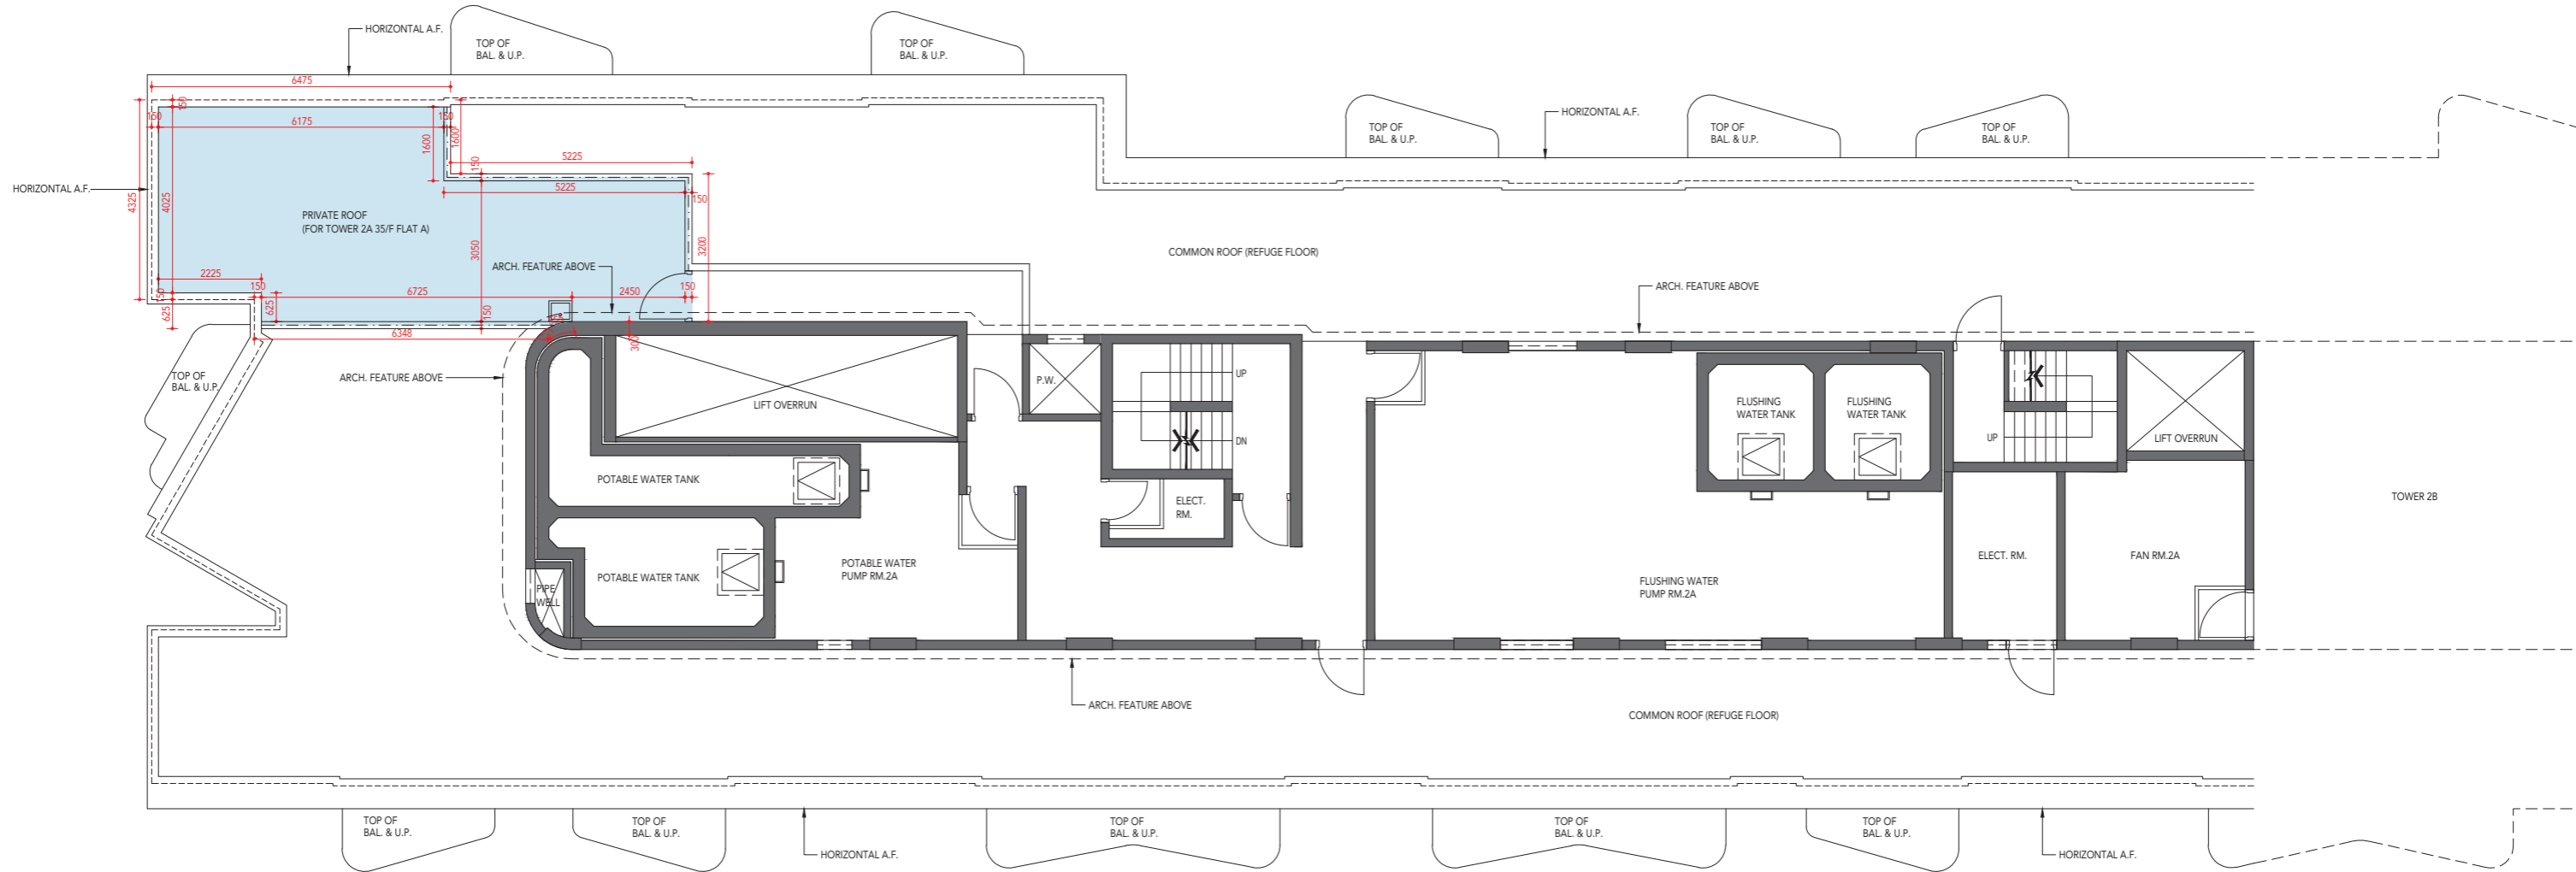 HORIZONTAL A.F.
TOP OF
BAL. & U.P.
TOP OF
BAL. & U.P.
6475
150
150
6175
150
1600
1600
HORIZONTAL A.F.
TOP OF
BAL. & U.P.
TOP OF
BAL. & U.P.
TOP OF
BAL. & U.P.
5225
150
5225
150
HORIZONTAL A.F.
4325
4025
PRIVATE ROOF
(FOR TOWER 2A 35/F FLAT A)
3050
3200
COMMON ROOF (REFUGE FLOOR)
ARCH. FEATURE ABOVE
2225
150
150
6725
2450
150
625
625
150
6348
300
ARCH. FEATURE ABOVE
TOP OF
BAL. & U.P.
ARCH. FEATURE ABOVE
LIFT OVERRUN
P.W.
UP
DN
FLUSHING
WATER TANK
FLUSHING
WATER TANK
UP
LIFT OVERRUN
POTABLE WATER TANK
ELECT.
RM.
TOWER 2B
POTABLE WATER TANK
POTABLE WATER
PUMP RM.2A
PIPE
WELL
FLUSHING WATER
PUMP RM.2A
ELECT. RM.
FAN RM.2A
ARCH. FEATURE ABOVE
COMMON ROOF (REFUGE FLOOR)
TOP OF
BAL. & U.P.
TOP OF
BAL. & U.P.
TOP OF
BAL. & U.P.
TOP OF
BAL. & U.P.
TOP OF
BAL. & U.P.
HORIZONTAL A.F.
HORIZONTAL A.F.